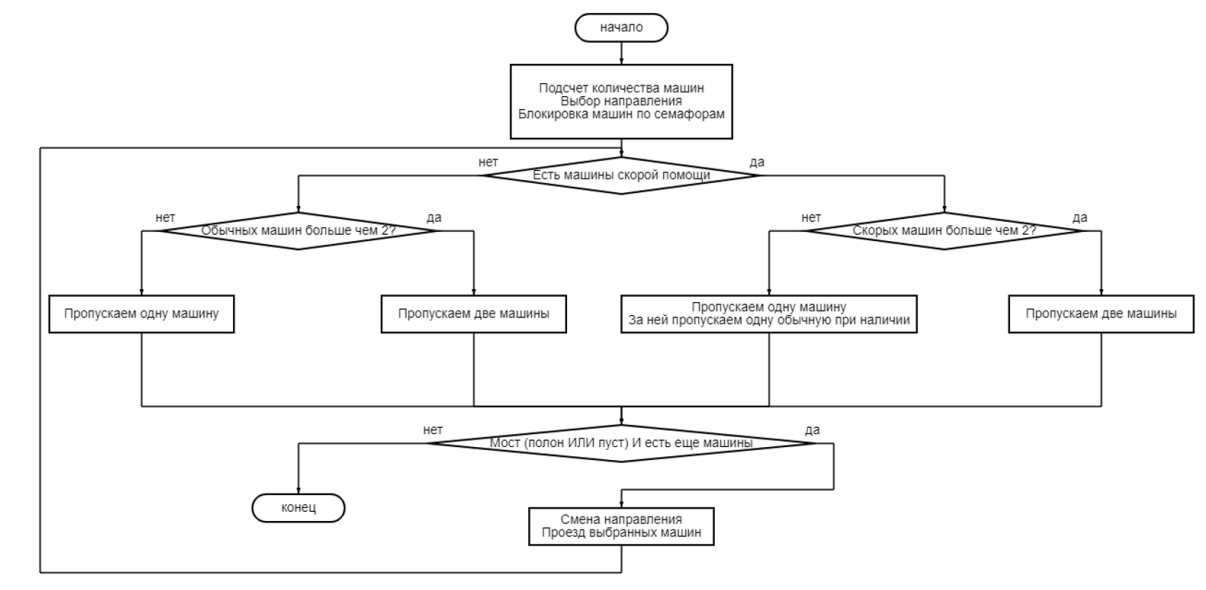 начало
Подсчет количества машин
Выбор направления
Блокировка машин по семафорам
нет
да
Есть машины скорой помощи
нет
да
нет
да
Обычных машин больше чем 2?
Скорых машин больше чем 2?
Пропускаем одну машину
Пропускаем две машины
Пропускаем одну машину
За ней пропускаем одну обычную при наличии
Пропускаем две машины
нет
да
Мост (полон ИЛИ пуст) И есть еще машины
конец
Смена направления
Проезд выбранных машин